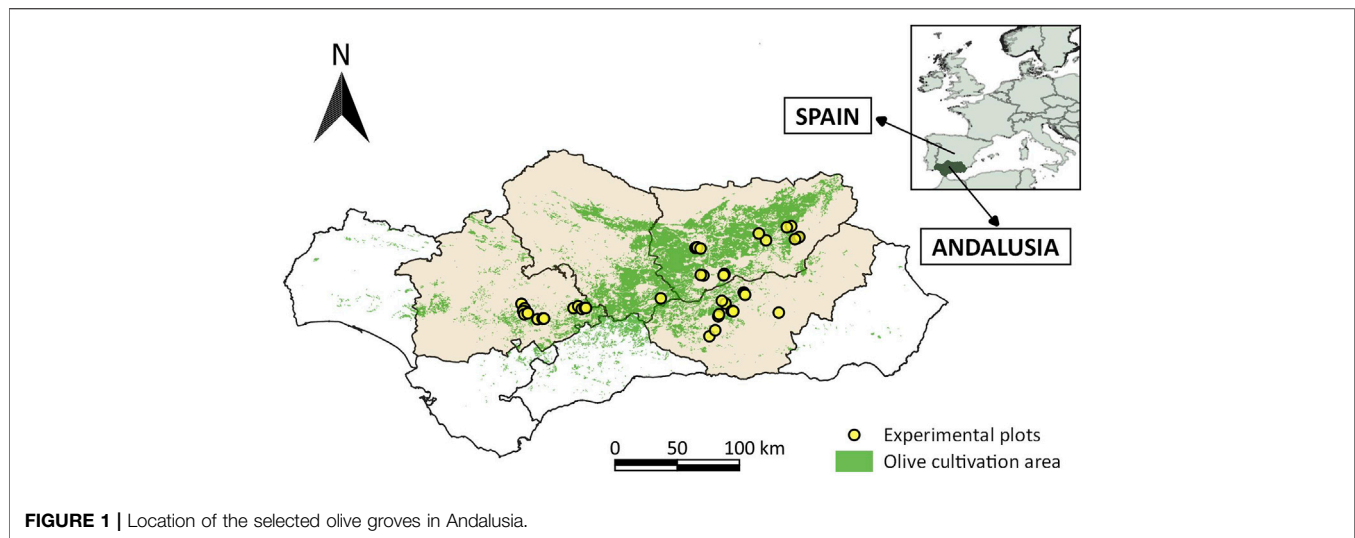 N
SPAIN
ANDALUSIA
0 50 100 km
Experimental plots
Olive cultivation area
FIGURE 1 | Location of the selected olive groves in Andalusia.